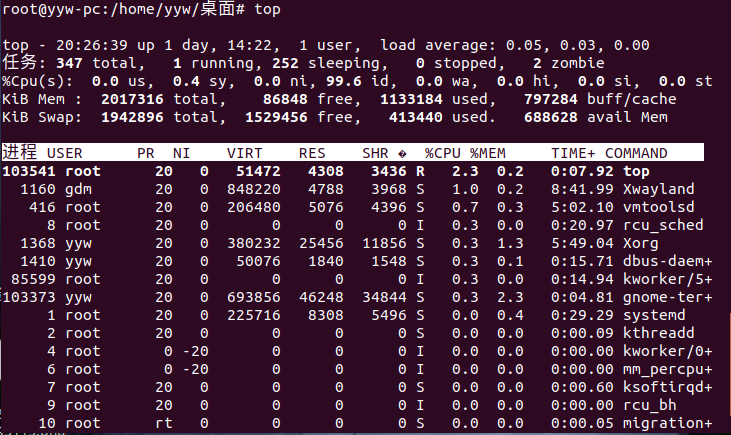 root@yyw-pc:/home/yyw/桌面# top
top - 20:26:39 up 1 day, 14:22,  1 user,  load average: 0.05, 0.03, 0.00
任务: 347 total,   1 running, 252 sleeping,   0 stopped,   2 zombie
%Cpu(s):  0.0 us,  0.4 sy,  0.0 ni, 99.6 id,  0.0 wa,  0.0 hi,  0.0 si,  0.0 st
KiB Mem :  2017316 total,    86848 free,  1133184 used,   797284 buff/cache
KiB Swap:  1942896 total,  1529456 free,   413440 used.   688628 avail Mem
进程 USER      PR  NI    VIRT    RES    SHR �  %CPU %MEM     TIME+ COMMAND
103541 root      20   0   51472   4308   3436 R   2.3  0.2   0:07.92 top
1160 gdm       20   0  848220   4788   3968 S   1.0  0.2   8:41.99 Xwayland
416 root      20   0  206480   5076   4396 S   0.7  0.3   5:02.10 vmtoolsd
8 root      20   0       0      0      0 I   0.3  0.0   0:20.97 rcu_sched
1368 yyw       20   0  380232  25456  11856 S   0.3  1.3   5:49.04 Xorg
1410 yyw       20   0   50076   1840   1548 S   0.3  0.1   0:15.71 dbus-daem+
85599 root      20   0       0      0      0 I   0.3  0.0   0:14.94 kworker/5+
103373 yyw       20   0  693856  46248  34844 S   0.3  2.3   0:04.81 gnome-ter+
1 root      20   0  225716   8308   5496 S   0.0  0.4   0:29.29 systemd
2 root      20   0       0      0      0 S   0.0  0.0   0:00.09 kthreadd
4 root       0 -20       0      0      0 I   0.0  0.0   0:00.00 kworker/0+
6 root       0 -20       0      0      0 I   0.0  0.0   0:00.00 mm_percpu+
7 root      20   0       0      0      0 S   0.0  0.0   0:00.60 ksoftirqd+
9 root      20   0       0      0      0 I   0.0  0.0   0:00.00 rcu_bh
10 root      rt   0       0      0      0 S   0.0  0.0   0:00.05 migration+